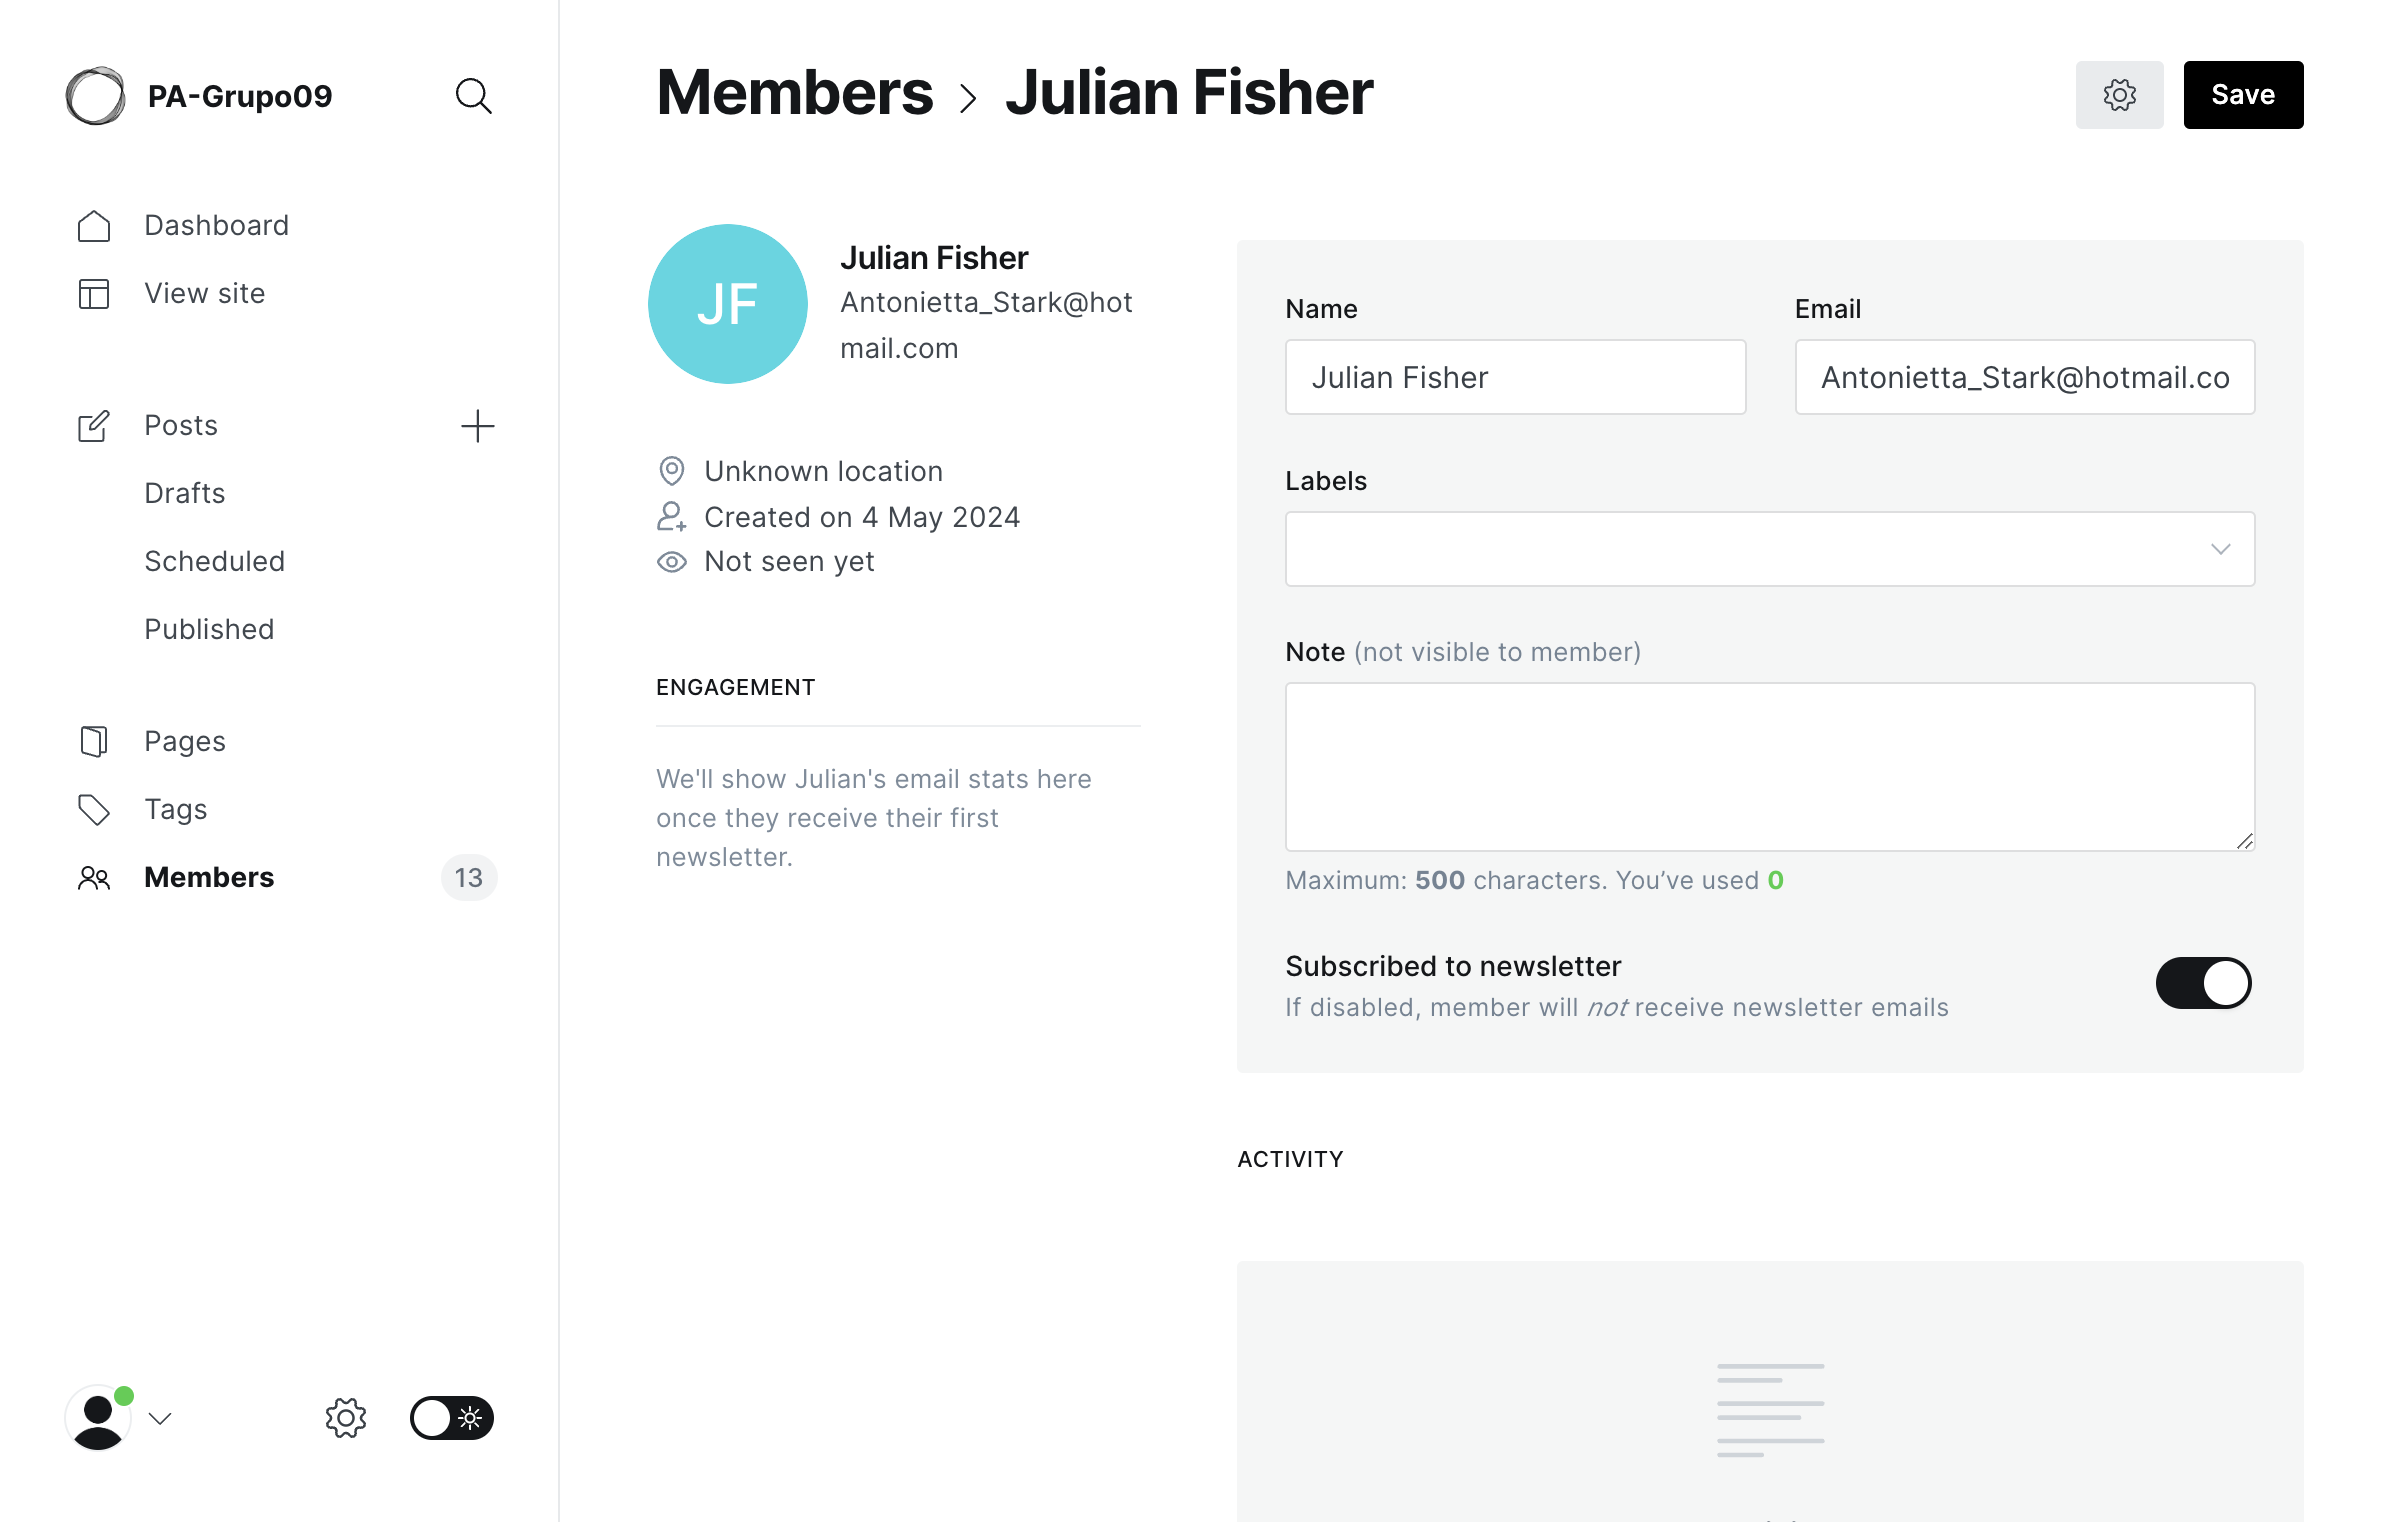 PA-Grupo09
Dashboard
View site
Posts
Drafts
Scheduled
Published
Pages
Tags
Members 13
Members > Julian Fisher
Save
JF
Julian Fisher
Antonietta_Stark@hot
mail.com
Unknown location
Created on 4 May 2024
Not seen yet
ENGAGEMENT
We'll show Julian's email stats here
once they receive their first
newsletter.
Name
Julian Fisher
Email
Antonietta_Stark@hotmail.co
Labels
Note (not visible to member)
Maximum: 500 characters. You’ve used 0
Subscribed to newsletter
If disabled, member will not receive newsletter emails
ACTIVITY